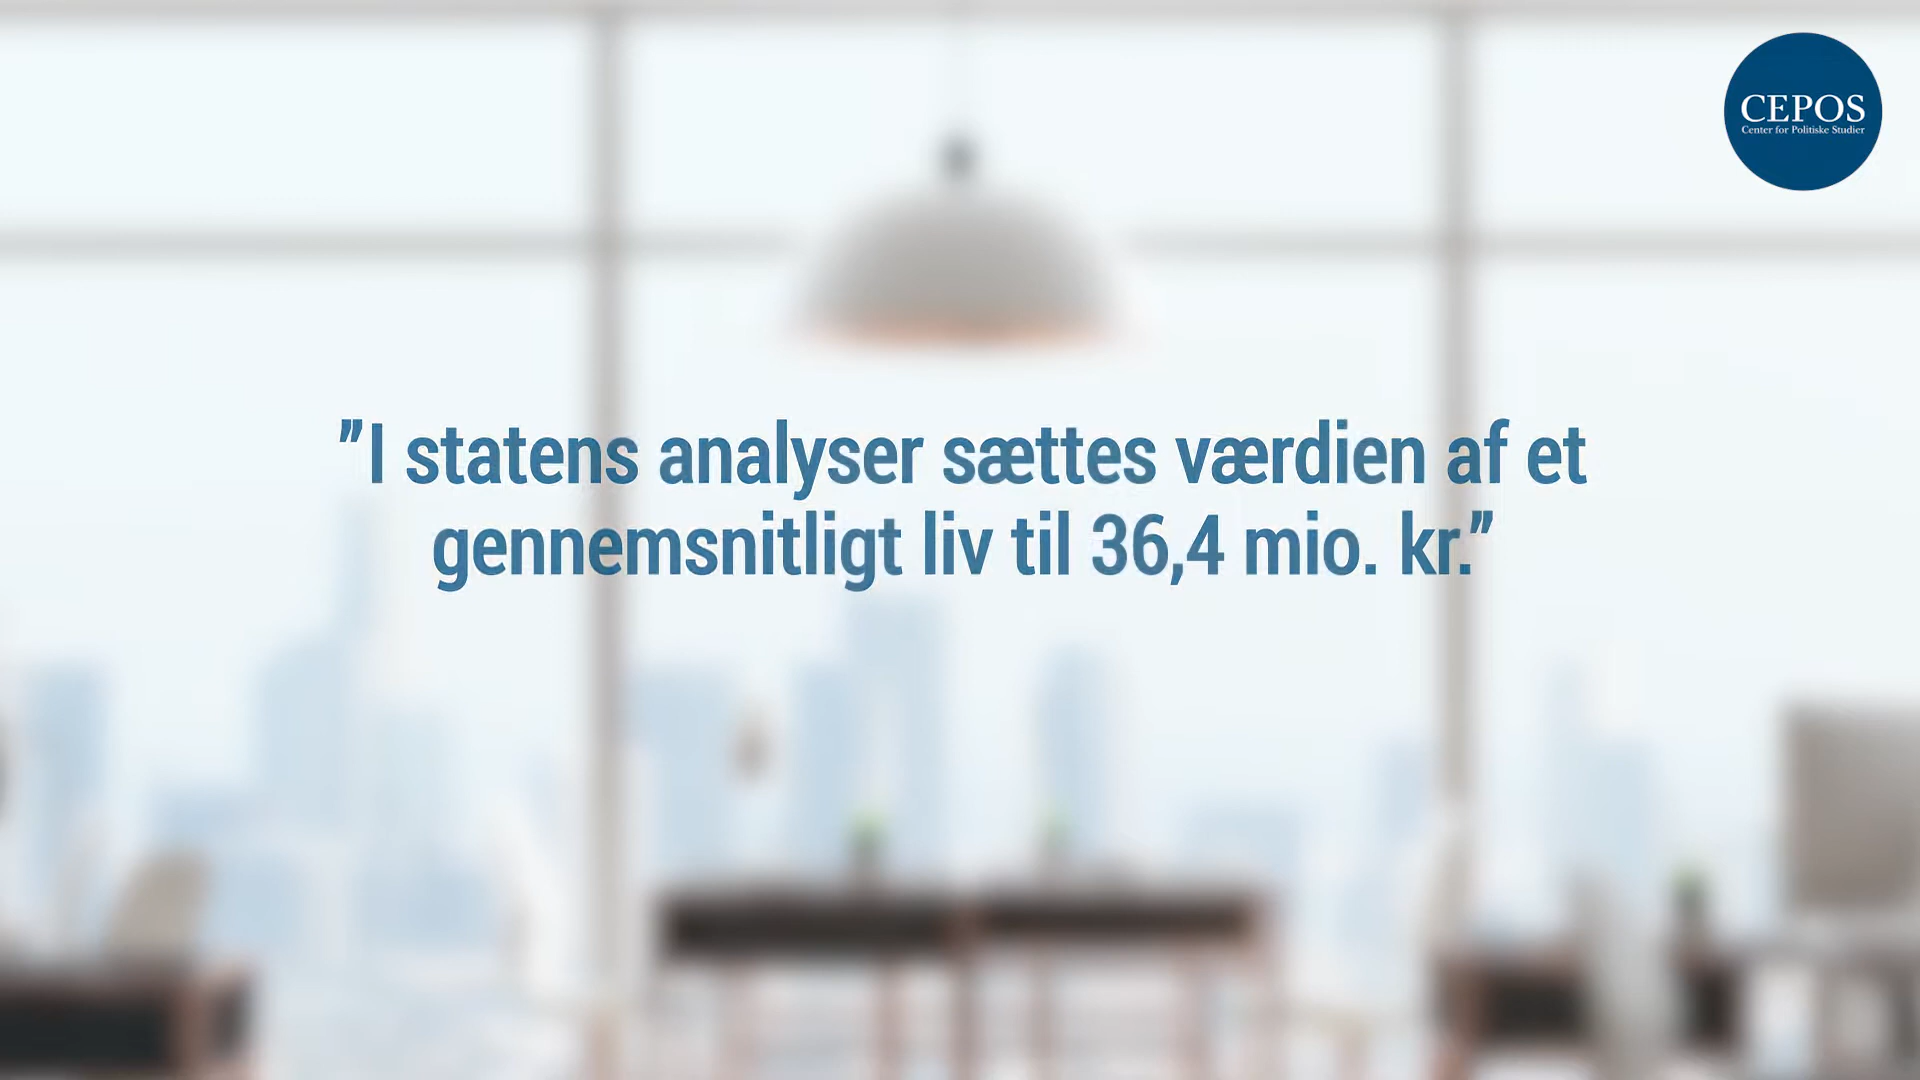 CEPOS
Center for Politiske Studier
”I statens analyser sættes værdien af et
gennemsnitligt liv til 36,4 mio. kr.”